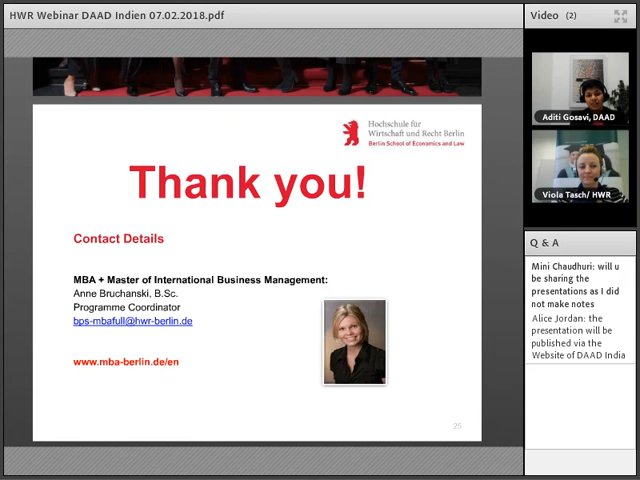 HWR Webinar DAAD Indien 07.02.2018.pdf
Hochschule für
Wirtschaft und Recht Berlin
Berlin School of Economics and Law
Thank you!
Contact Details
MBA + Master of International Business Management:
Anne Bruchanski, B.Sc.
Programme Coordinator
bps-mbafull@hwr-berlin.de
www.mba-berlin.de/en
25
Video (2)
Aditi Gosavi, DAAD
Viola Tasch/ HWR
Q & A
Mini Chaudhuri: will u
be sharing the
presentations as I did
not make notes
Alice Jordan: the
presentation will be
published via the
Website of DAAD India